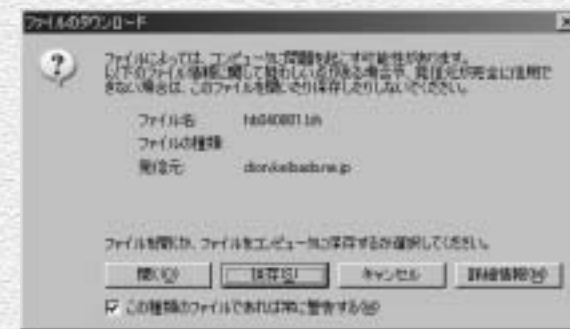 ファイルのダウンロード
ファイルによっては、コンピュータに問題を起こす可能性があります。
以下のファイル情報に関して疑わしい点がある場合や、発信元が完全に信用で
きない場合は、このファイルを開いたり保存したりしないでください。
ファイル名:
ファイルの種類:
発信元: dion.keibado.ne.jp
ファイルを開くか、ファイルをコンピュータに保存するか選択してください。
開く(O) 保存(S) キャンセル 詳細情報(M)
この種類のファイルであれば常に警告する(W)